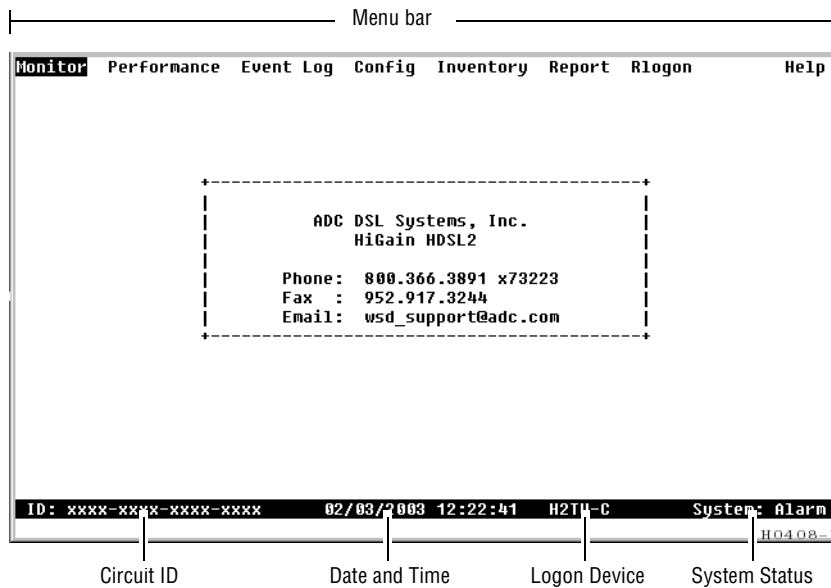 Menu bar
Monitor Performance Event Log Config Inventory Report Rlogon Help
ADC DSL Systems, Inc.
HiGain HDSL2
Phone: 800.366.3891 x73223
Fax : 952.917.3244
Email: wsd_support@adc.com
ID: xxxx-xxxx-xxxx-xxxx 02/03/2003 12:22:41 H2TU-C System: Alarm
H0408-
Circuit ID Date and Time Logon Device System Status